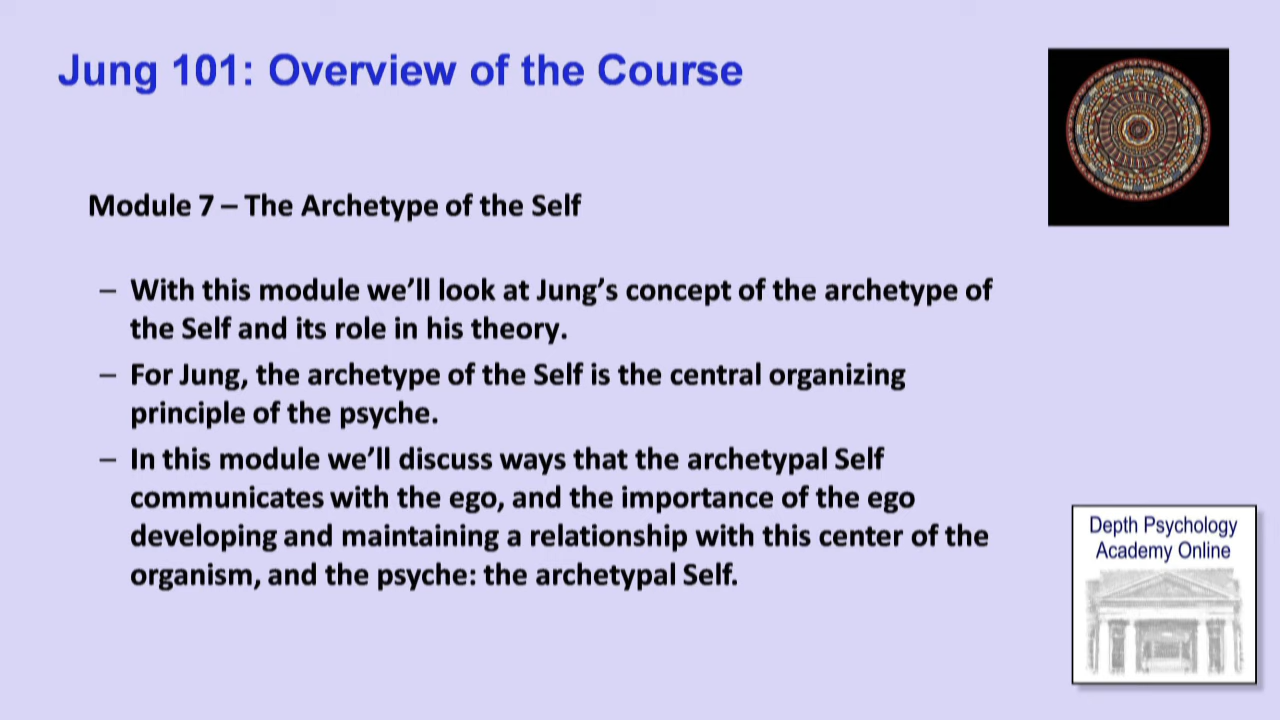 Jung 101: Overview of the Course
Module 7 – The Archetype of the Self
– With this module we’ll look at Jung’s concept of the archetype of
the Self and its role in his theory.
– For Jung, the archetype of the Self is the central organizing
principle of the psyche.
– In this module we’ll discuss ways that the archetypal Self
communicates with the ego, and the importance of the ego
developing and maintaining a relationship with this center of the
organism, and the psyche: the archetypal Self.
Depth Psychology
Academy Online